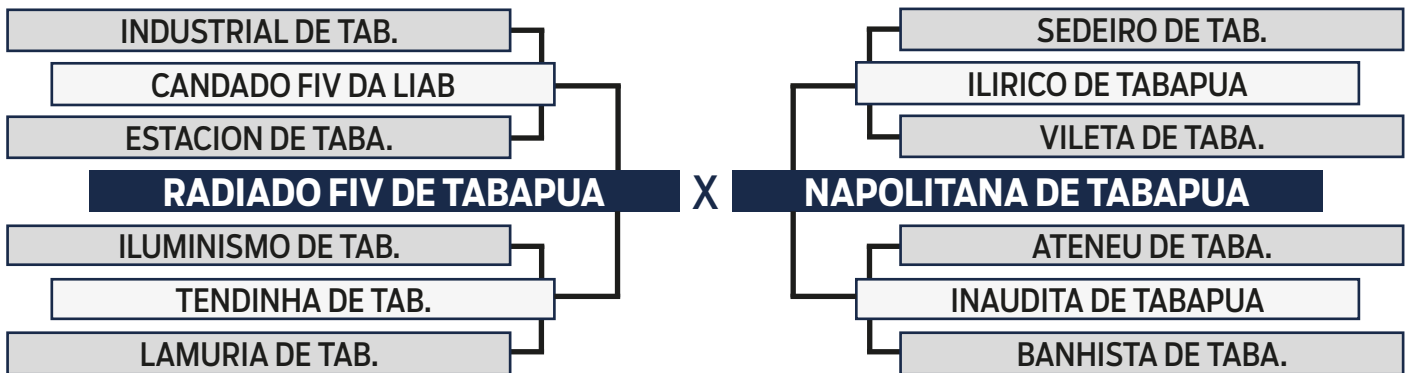 INDUSTRIAL DE TAB.
CANDADO FIV DA LIAB
ESTACION DE TABA.
RADIADO FIV DE TABAPUA
ILUMINISMO DE TAB.
TENDINHA DE TAB.
LAMURIA DE TAB.
X
SEDEIRO DE TAB.
ILIRICO DE TABAPUA
VILETA DE TABA.
NAPOLITANA DE TABAPUA
ATENEU DE TABA.
INAUDITA DE TABAPUA
BANHISTA DE TABA.